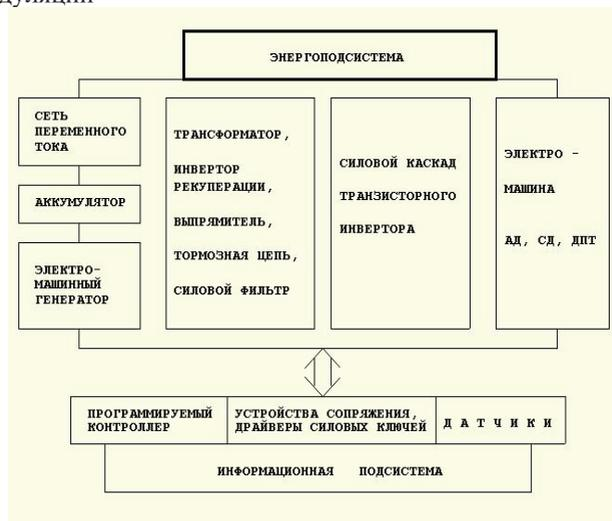 дуляции
ЭНЕРГОПОДСИСТЕМА
СЕТЬ
ПЕРЕМЕННОГО
ТОКА
АККУМУЛЯТОР
ЭЛЕКТРО-
МАШИННЫЙ
ГЕНЕРАТОР
ТРАНСФОРМАТОР,
ИНВЕРТОР
РЕКУПЕРАЦИИ,
ВЫПРЯМИТЕЛЬ,
ТОРМОЗНАЯ ЦЕПЬ,
СИЛОВОЙ ФИЛЬТР
СИЛОВОЙ КАСКАД
ТРАНЗИСТОРНОГО
ИНВЕРТОРА
ЭЛЕКТРО -
МАШИНА
АД, СД, ДПТ
ПРОГРАММИРУЕМЫЙ
КОНТРОЛЛЕР
УСТРОЙСТВА СОПРЯЖЕНИЯ,
ДРАЙВЕРЫ СИЛОВЫХ КЛЮЧЕЙ
Д А Т Ч И К И
ИНФОРМАЦИОННАЯ ПОДСИСТЕМА